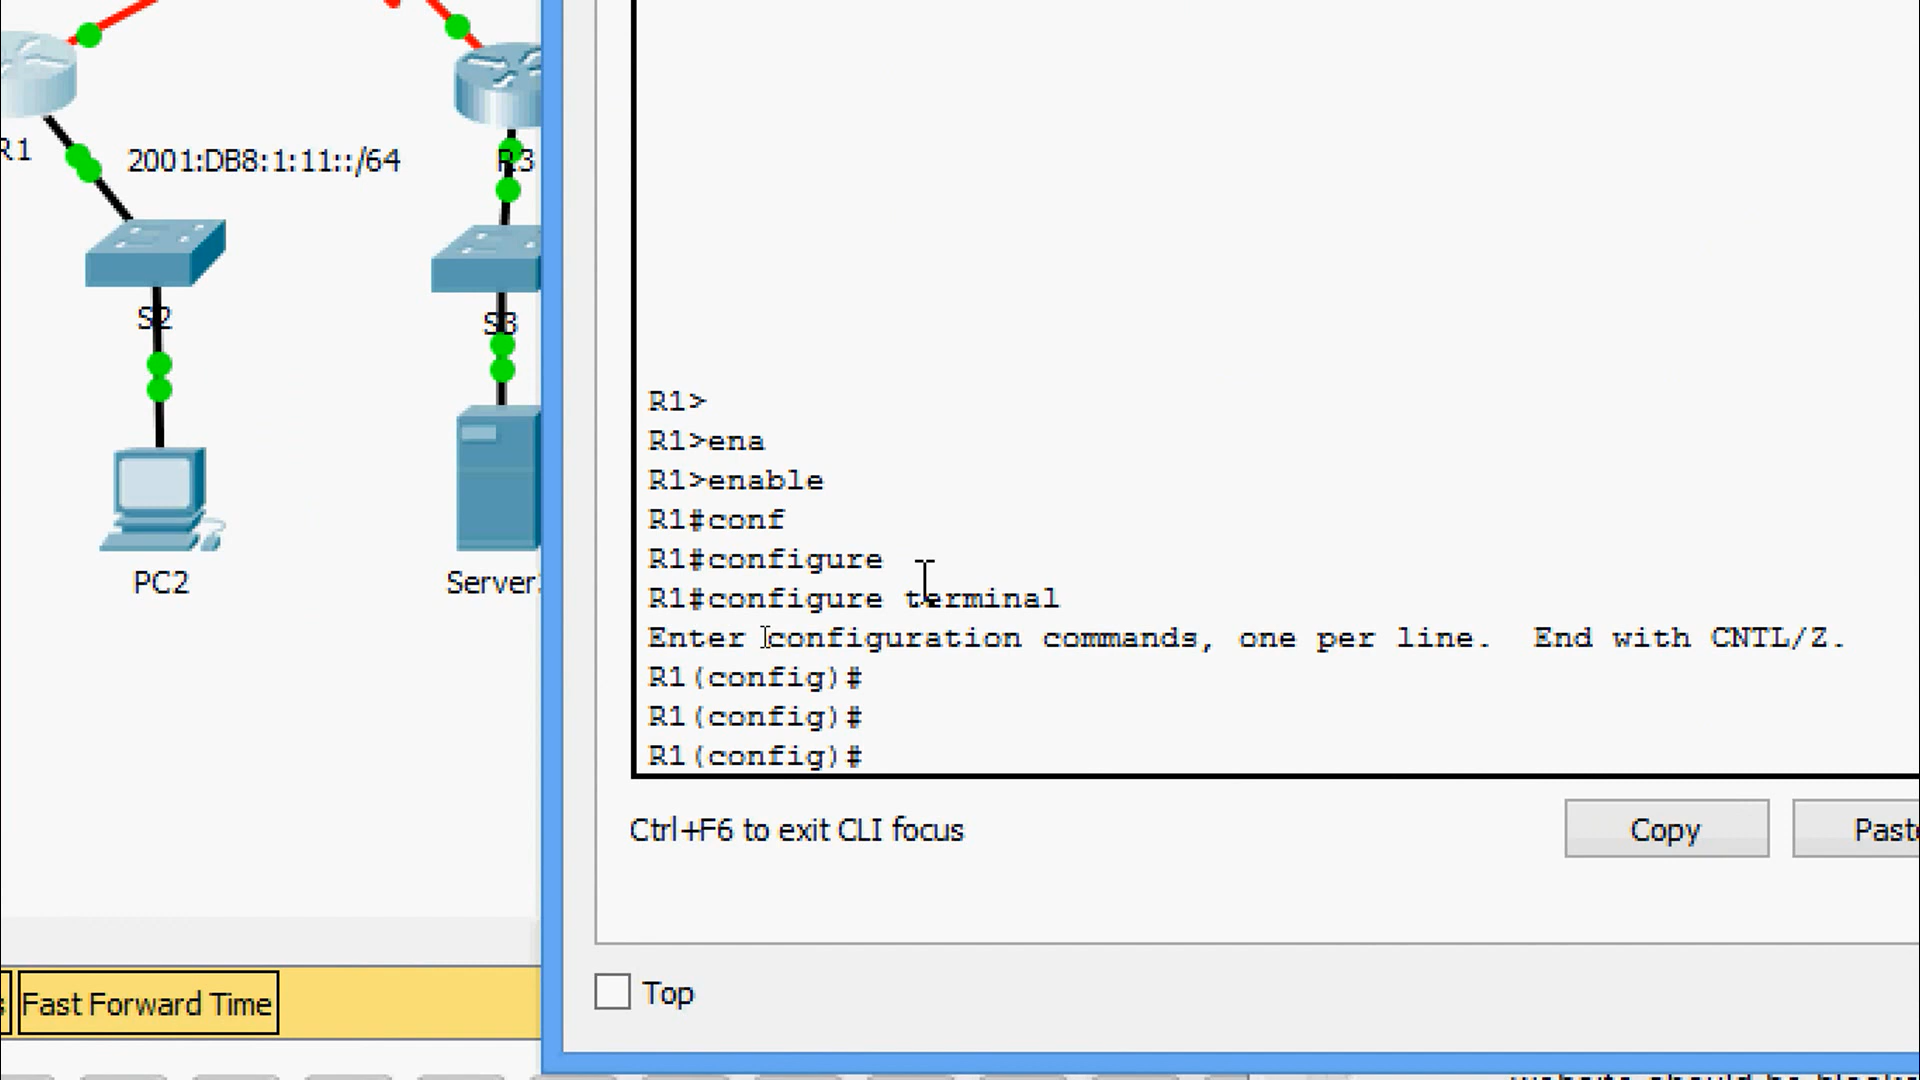 R1
2001:DB8:1:11::/64
R3
S2
S3
PC2
Server
R1>
R1>ena
R1>enable
R1#conf
R1#configure
R1#configure terminal
Enter configuration commands, one per line.  End with CNTL/Z.
R1(config)#
R1(config)#
R1(config)#
Ctrl+F6 to exit CLI focus
Copy
Paste
Top
Fast Forward Time